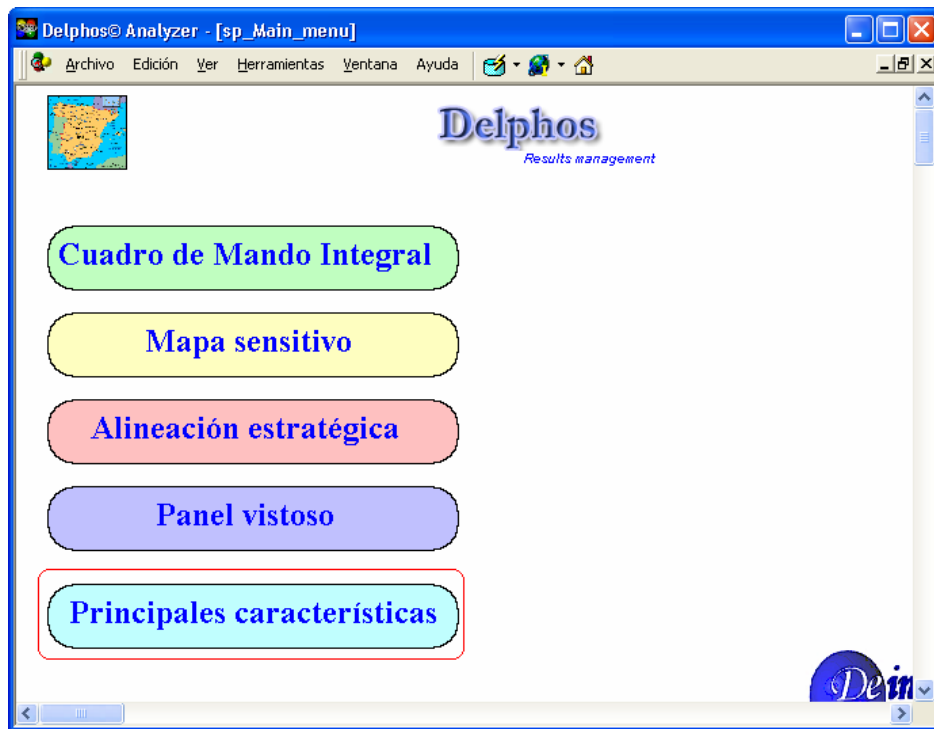 Delphos© Analyzer - [sp_Main_menu]
Archivo Edición Ver Herramientas Ventana Ayuda
Delphos
Results management
Cuadro de Mando Integral
Mapa sensitivo
Alineación estratégica
Panel vistoso
Principales características
Dein